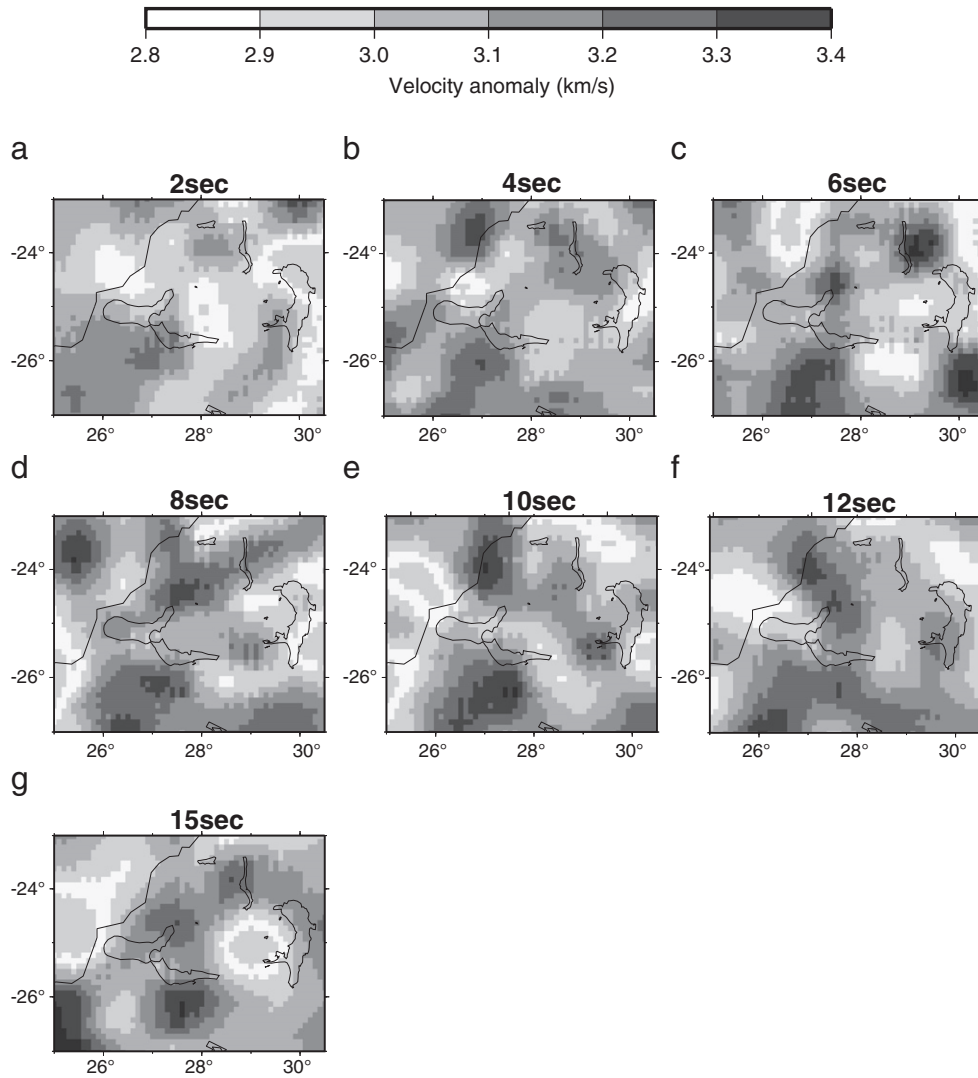 2.8 2.9 3.0 3.1 3.2 3.3 3.4
Velocity anomaly (km/s)
a b c
2sec 4sec 6sec
-24° -24° -24°
-26° -26° -26°
26° 28° 30° 26° 28° 30° 26° 28° 30°
d e f
8sec 10sec 12sec
-24° -24° -24°
-26° -26° -26°
26° 28° 30° 26° 28° 30° 26° 28° 30°
g
15sec
-24°
-26°
26° 28° 30°